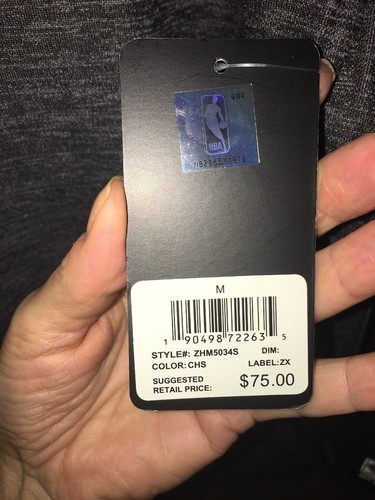 NBA
M
1 90498 72263 5
STYLE#: ZHM5034S DIM:
COLOR:CHS LABEL:ZX
SUGGESTED
RETAIL PRICE: $75.00